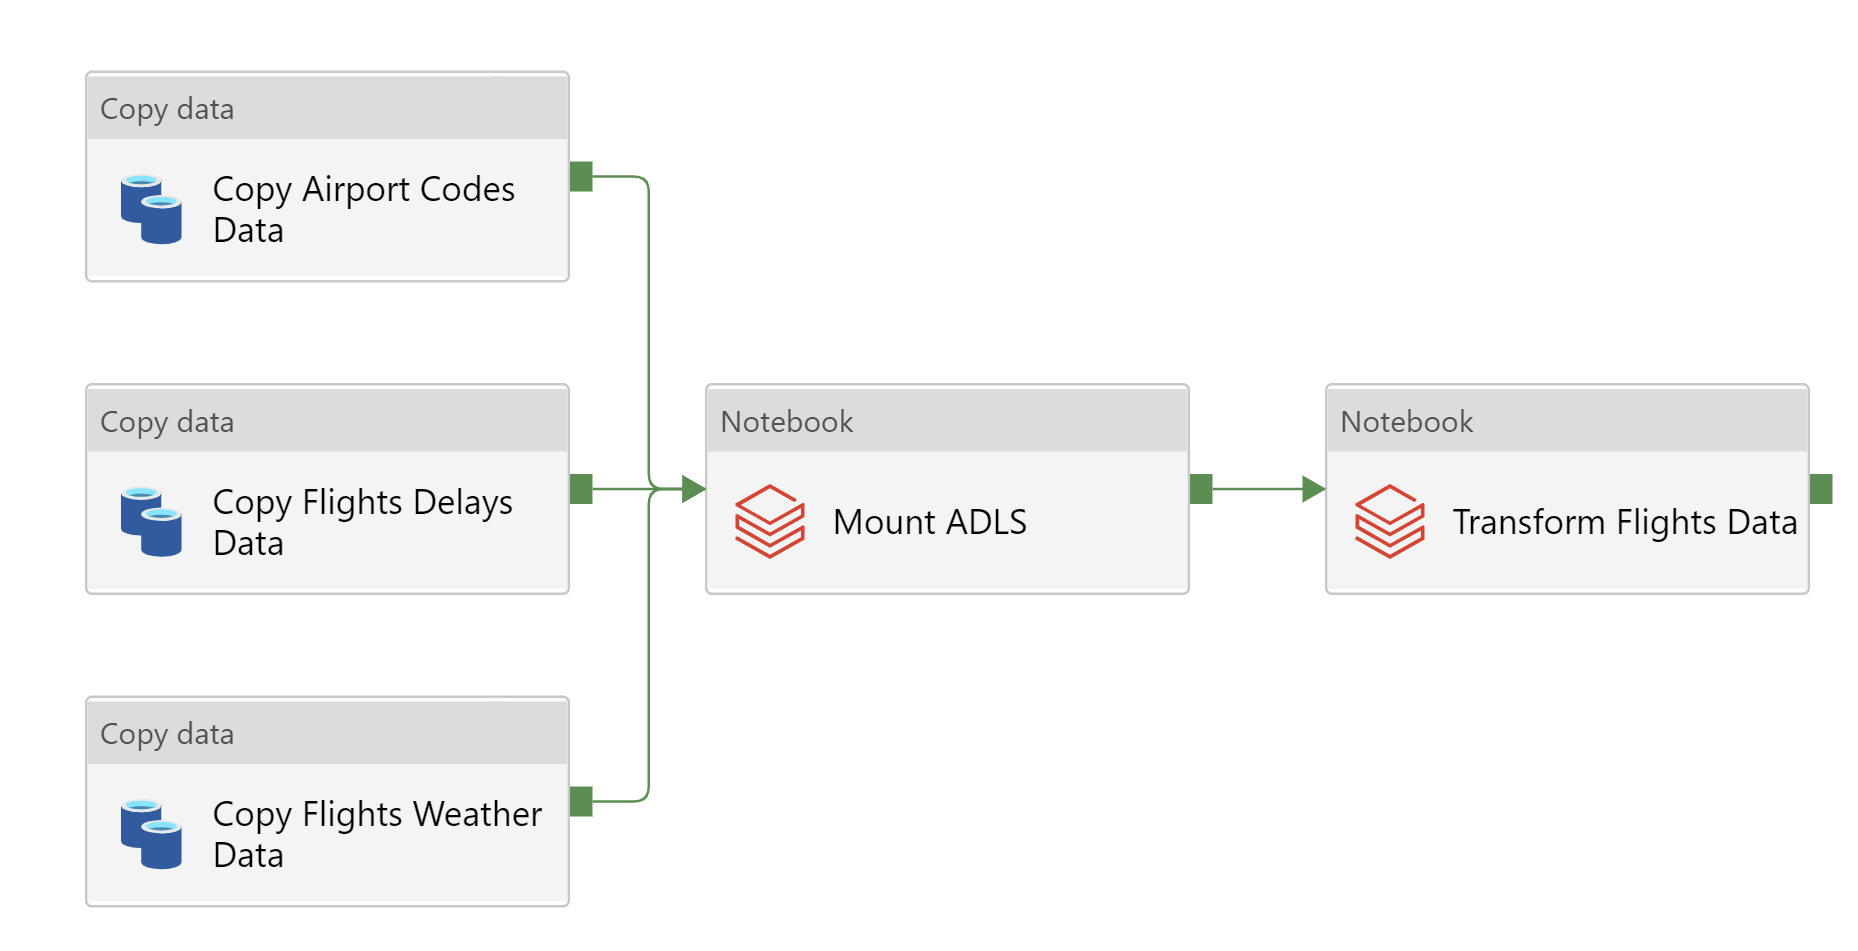 Copy data
Copy Airport Codes
Data
Copy data
Copy Flights Delays
Data
Copy data
Copy Flights Weather
Data
Notebook
Mount ADLS
Notebook
Transform Flights Data